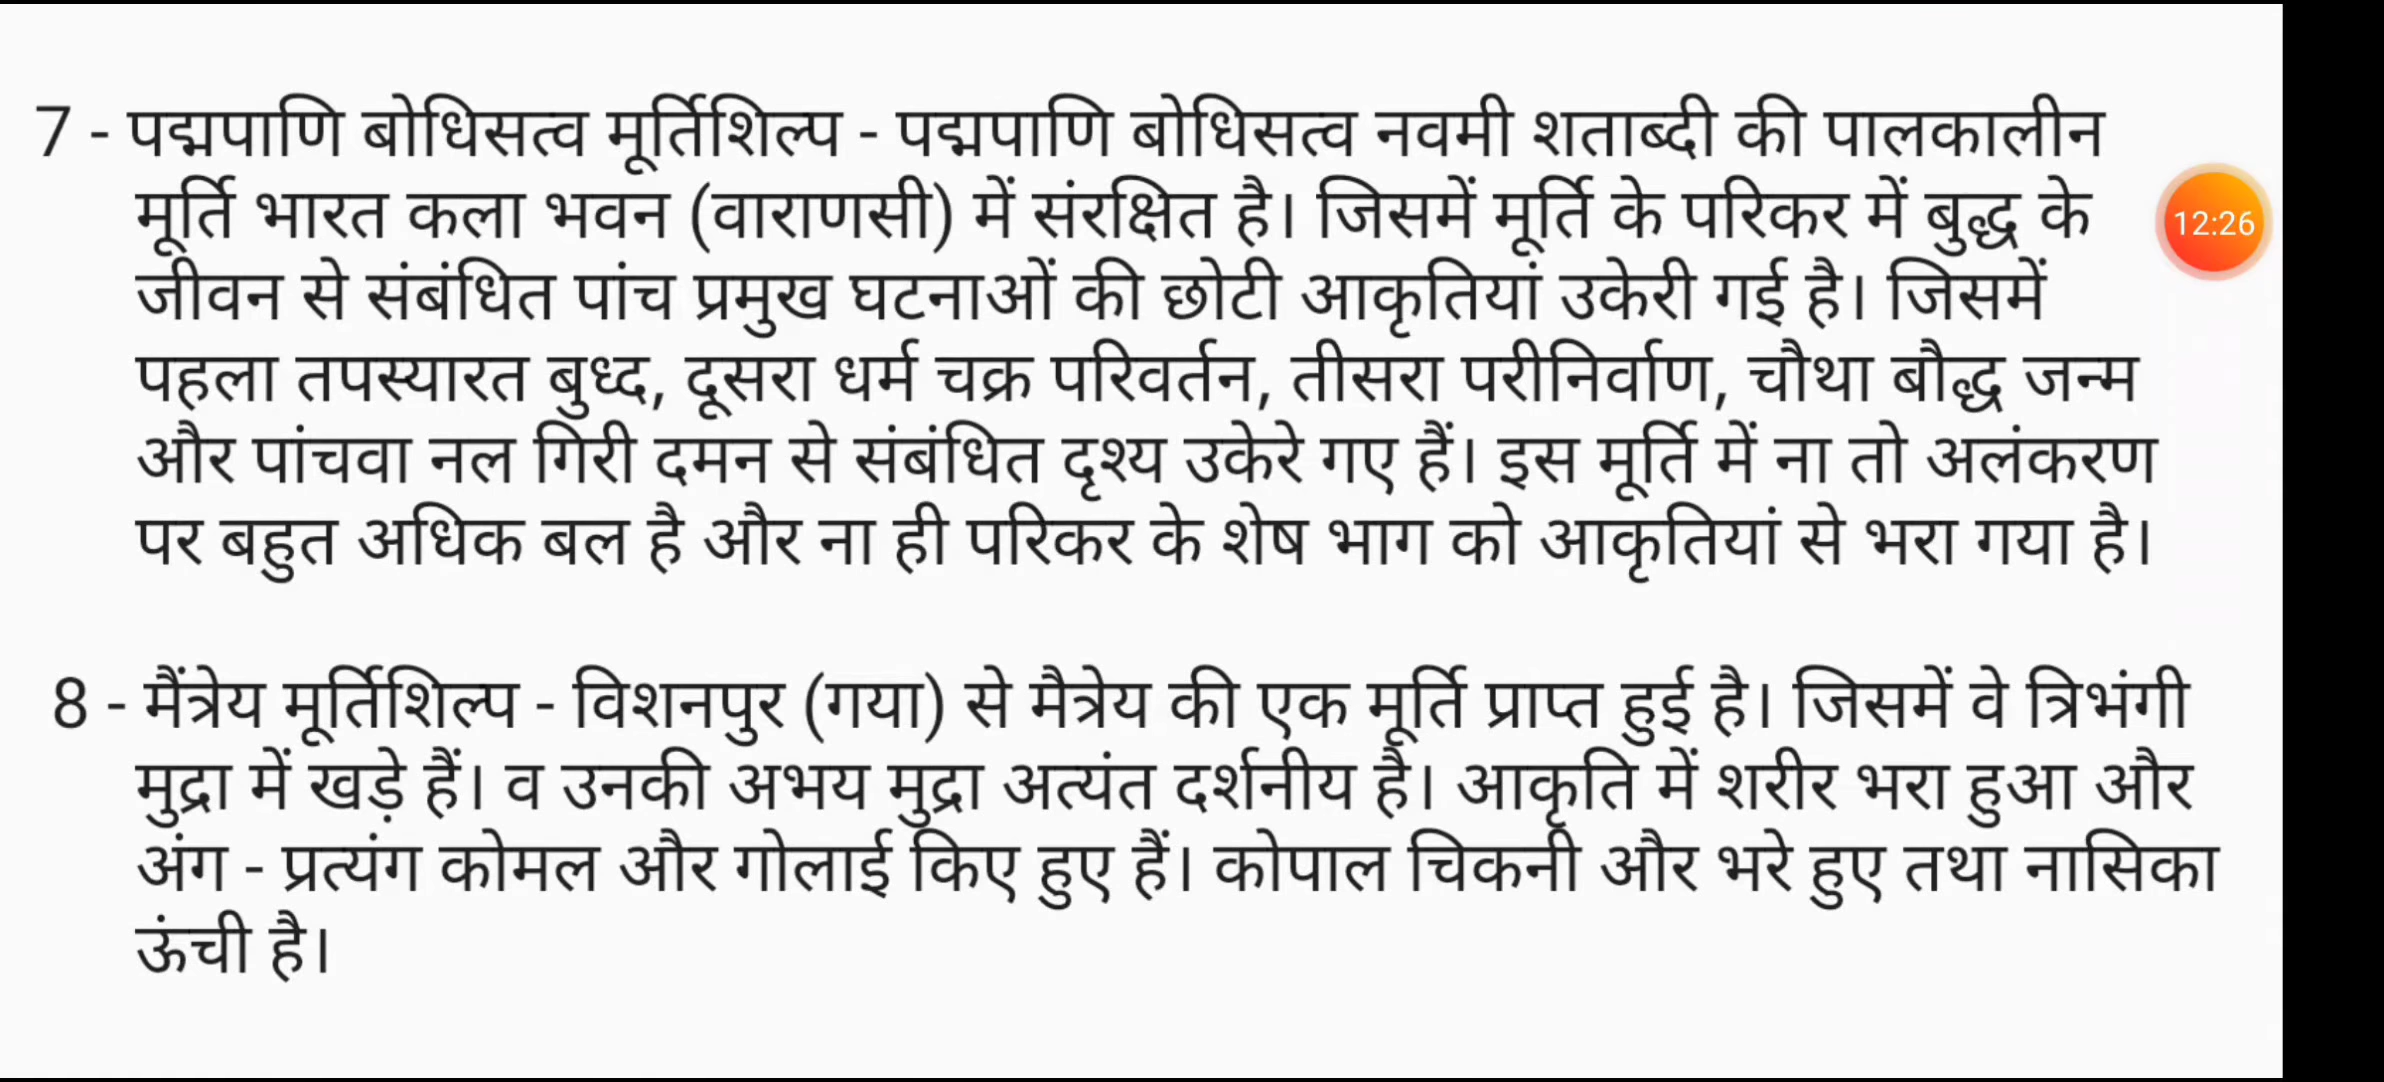 7 - पद्मपाणि बोधिसत्व मूर्तिशिल्प - पद्मपाणि बोधिसत्व नवमी शताब्दी की पालकालीन
मूर्ति भारत कला भवन (वाराणसी) में संरक्षित है। जिसमें मूर्ति के परिकर में बुद्ध के
12:26
जीवन से संबंधित पांच प्रमुख घटनाओं की छोटी आकृतियां उकेरी गई है। जिसमें
पहला तपस्यारत बुध्द, दूसरा धर्म चक्र परिवर्तन, तीसरा परीनिर्वाण, चौथा बौद्ध जन्म
और पांचवा नल गिरी दमन से संबंधित दृश्य उकेरे गए हैं। इस मूर्ति में ना तो अलंकरण
पर बहुत अधिक बल है और ना ही परिकर के शेष भाग को आकृतियां से भरा गया है।
8 - मैंत्रेय मूर्तिशिल्प - विशनपुर (गया) से मैत्रेय की एक मूर्ति प्राप्त हुई है। जिसमें वे त्रिभंगी
मुद्रा में खड़े हैं। व उनकी अभय मुद्रा अत्यंत दर्शनीय है। आकृति में शरीर भरा हुआ और
अंग - प्रत्यंग कोमल और गोलाई किए हुए हैं। कोपाल चिकनी और भरे हुए तथा नासिका
ऊंची है।